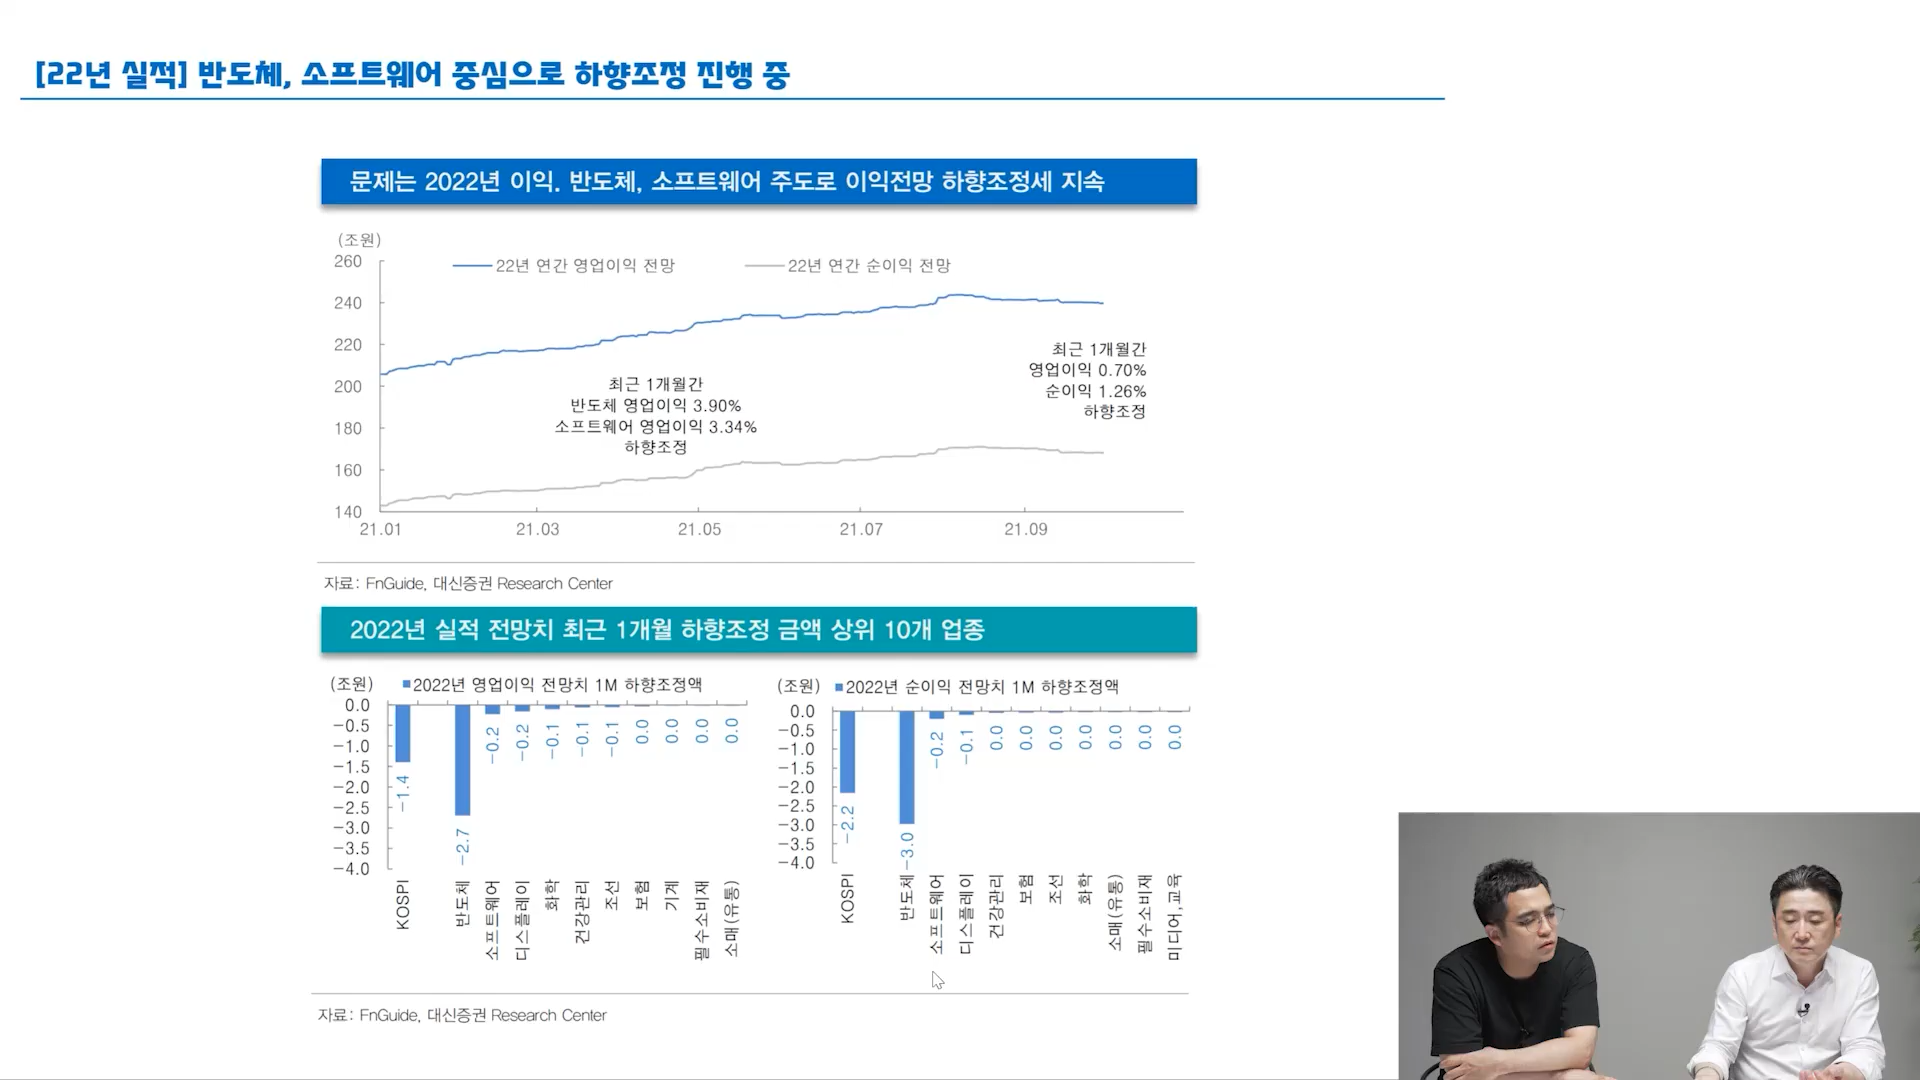 [22년 실적] 반도체, 소프트웨어 중심으로 하향조정 진행 중
문제는 2022년 이익. 반도체, 소프트웨어 주도로 이익전망 하향조정세 지속
(조원)
22년 연간 영업이익 전망
22년 연간 순이익 전망
260
240
220
200
180
160
140
최근 1개월간
반도체 영업이익 3.90%
소프트웨어 영업이익 3.34%
하향조정
최근 1개월간
영업이익 0.70%
순이익 1.26%
하향조정
21.01 21.03 21.05 21.07 21.09
자료: FnGuide, 대신증권 Research Center
2022년 실적 전망치 최근 1개월 하향조정 금액 상위 10개 업종
(조원)
2022년 영업이익 전망치 1M 하향조정액
0.0
-0.5
-1.0
-1.5
-2.0
-2.5
-3.0
-3.5
-4.0
-1.4
-2.7
-0.2
-0.2
-0.1
-0.1
-0.1
0.0
0.0
0.0
0.0
KOSPI
반도체
소프트웨어
디스플레이
화학
건강관리
조선
보험
기계
필수소비재
소매(유통)
(조원)
2022년 순이익 전망치 1M 하향조정액
0.0
-0.5
-1.0
-1.5
-2.0
-2.5
-3.0
-3.5
-4.0
-2.2
-3.0
-0.2
-0.1
0.0
0.0
0.0
0.0
0.0
0.0
0.0
KOSPI
반도체
소프트웨어
디스플레이
건강관리
보험
조선
화학
소매(유통)
필수소비재
미디어,교육
자료: FnGuide, 대신증권 Research Center